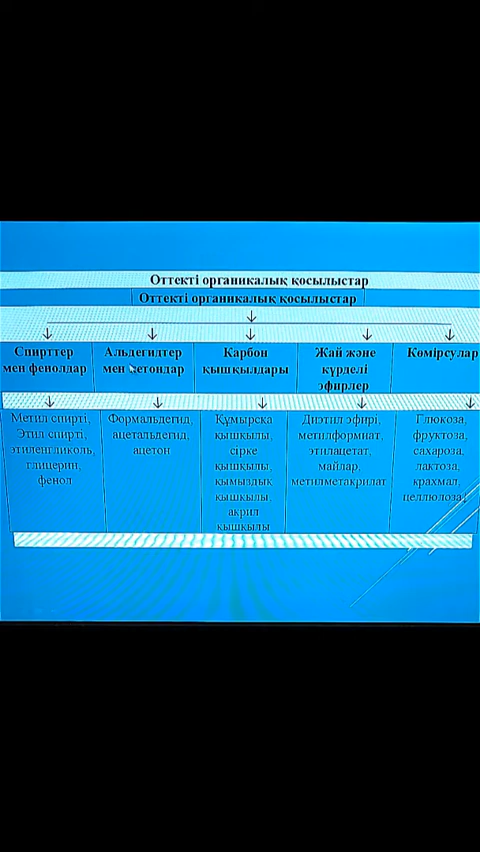 Оттекті органикалық қосылыстар
Оттекті органикалық қосылыстар
Спирттер
мен фенолдар
Альдегидтер
мен кетондар
Карбон
қышқылдары
Жай және
күрделі
эфирлер
Көмірсулар
Метил спирті,
Этил спирті,
этиленгликоль,
глицерин,
фенол
Формальдегид,
ацетальдегид,
ацетон
Құмырсқа
қышқылы,
сірке
қышқылы,
қымыздық
қышқылы,
акрил
қышқылы
Диэтил эфирі,
метилформиат,
этилацетат,
майлар,
метилметакрилат
Глюкоза,
фруктоза,
сахароза,
лактоза,
крахмал,
целлюлоза,